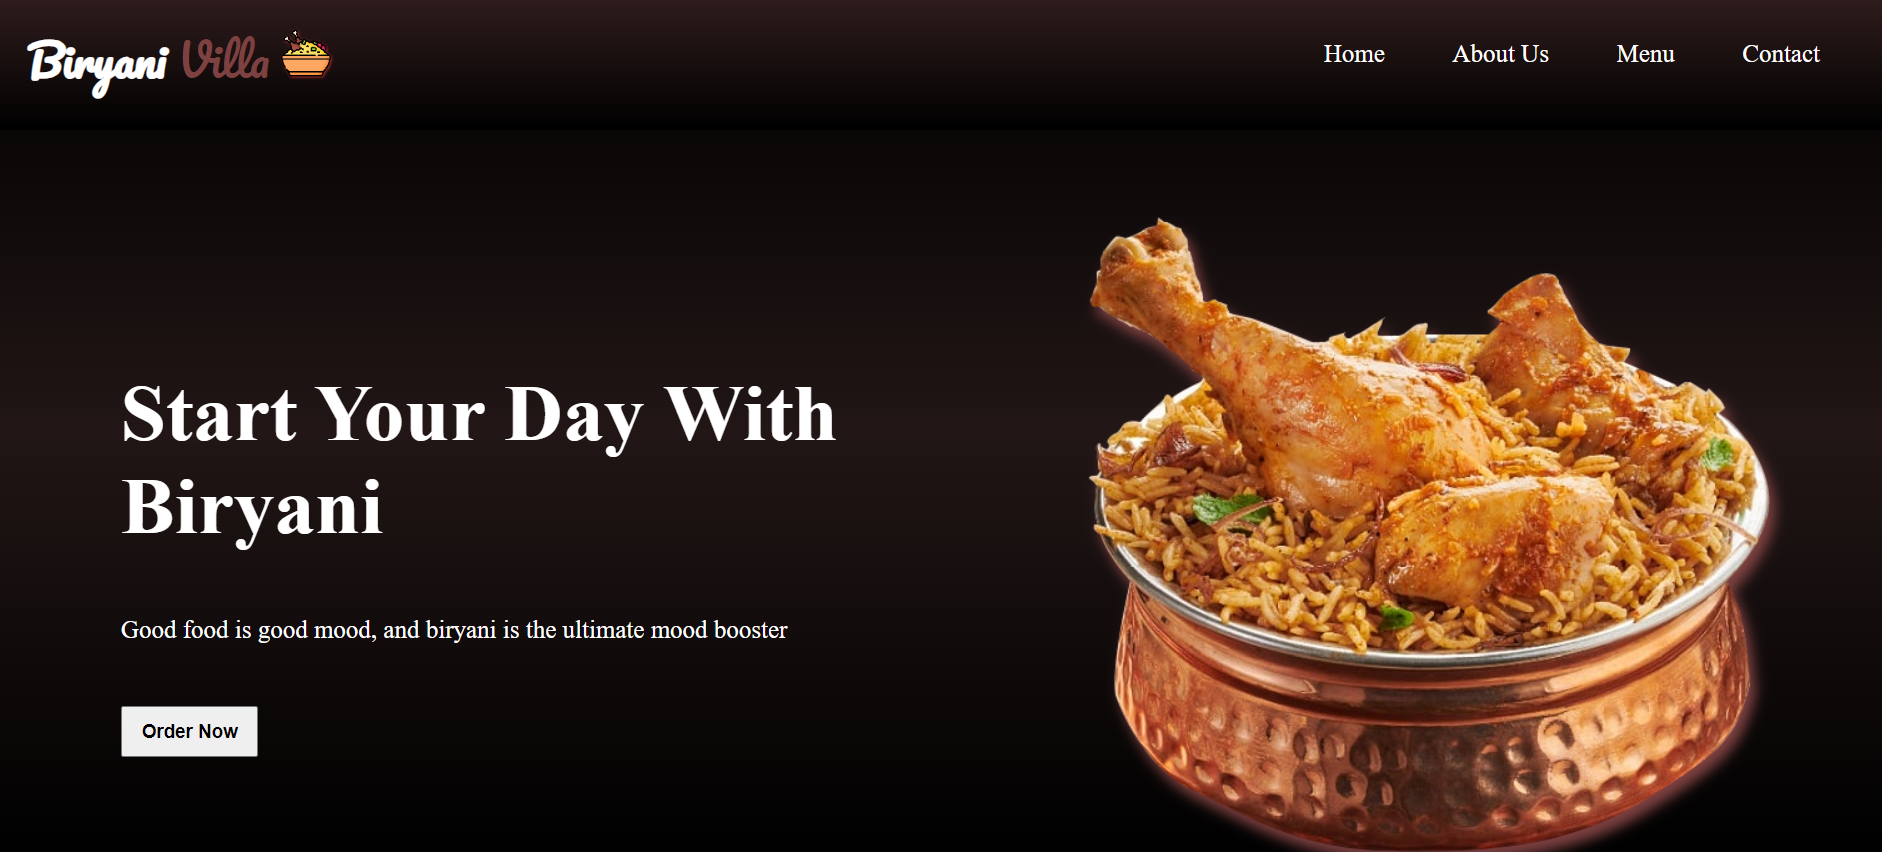 Biryani Villa
Home
About Us
Menu
Contact
Start Your Day With
Biryani
Good food is good mood, and biryani is the ultimate mood booster
Order Now